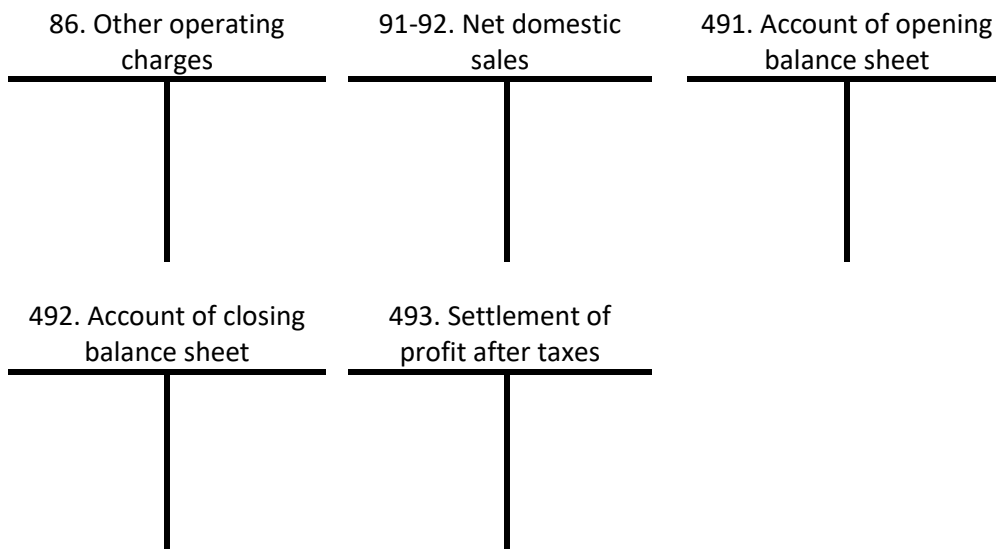 86. Other operating
charges
91-92. Net domestic
sales
491. Account of opening
balance sheet
492. Account of closing
balance sheet
493. Settlement of
profit after taxes